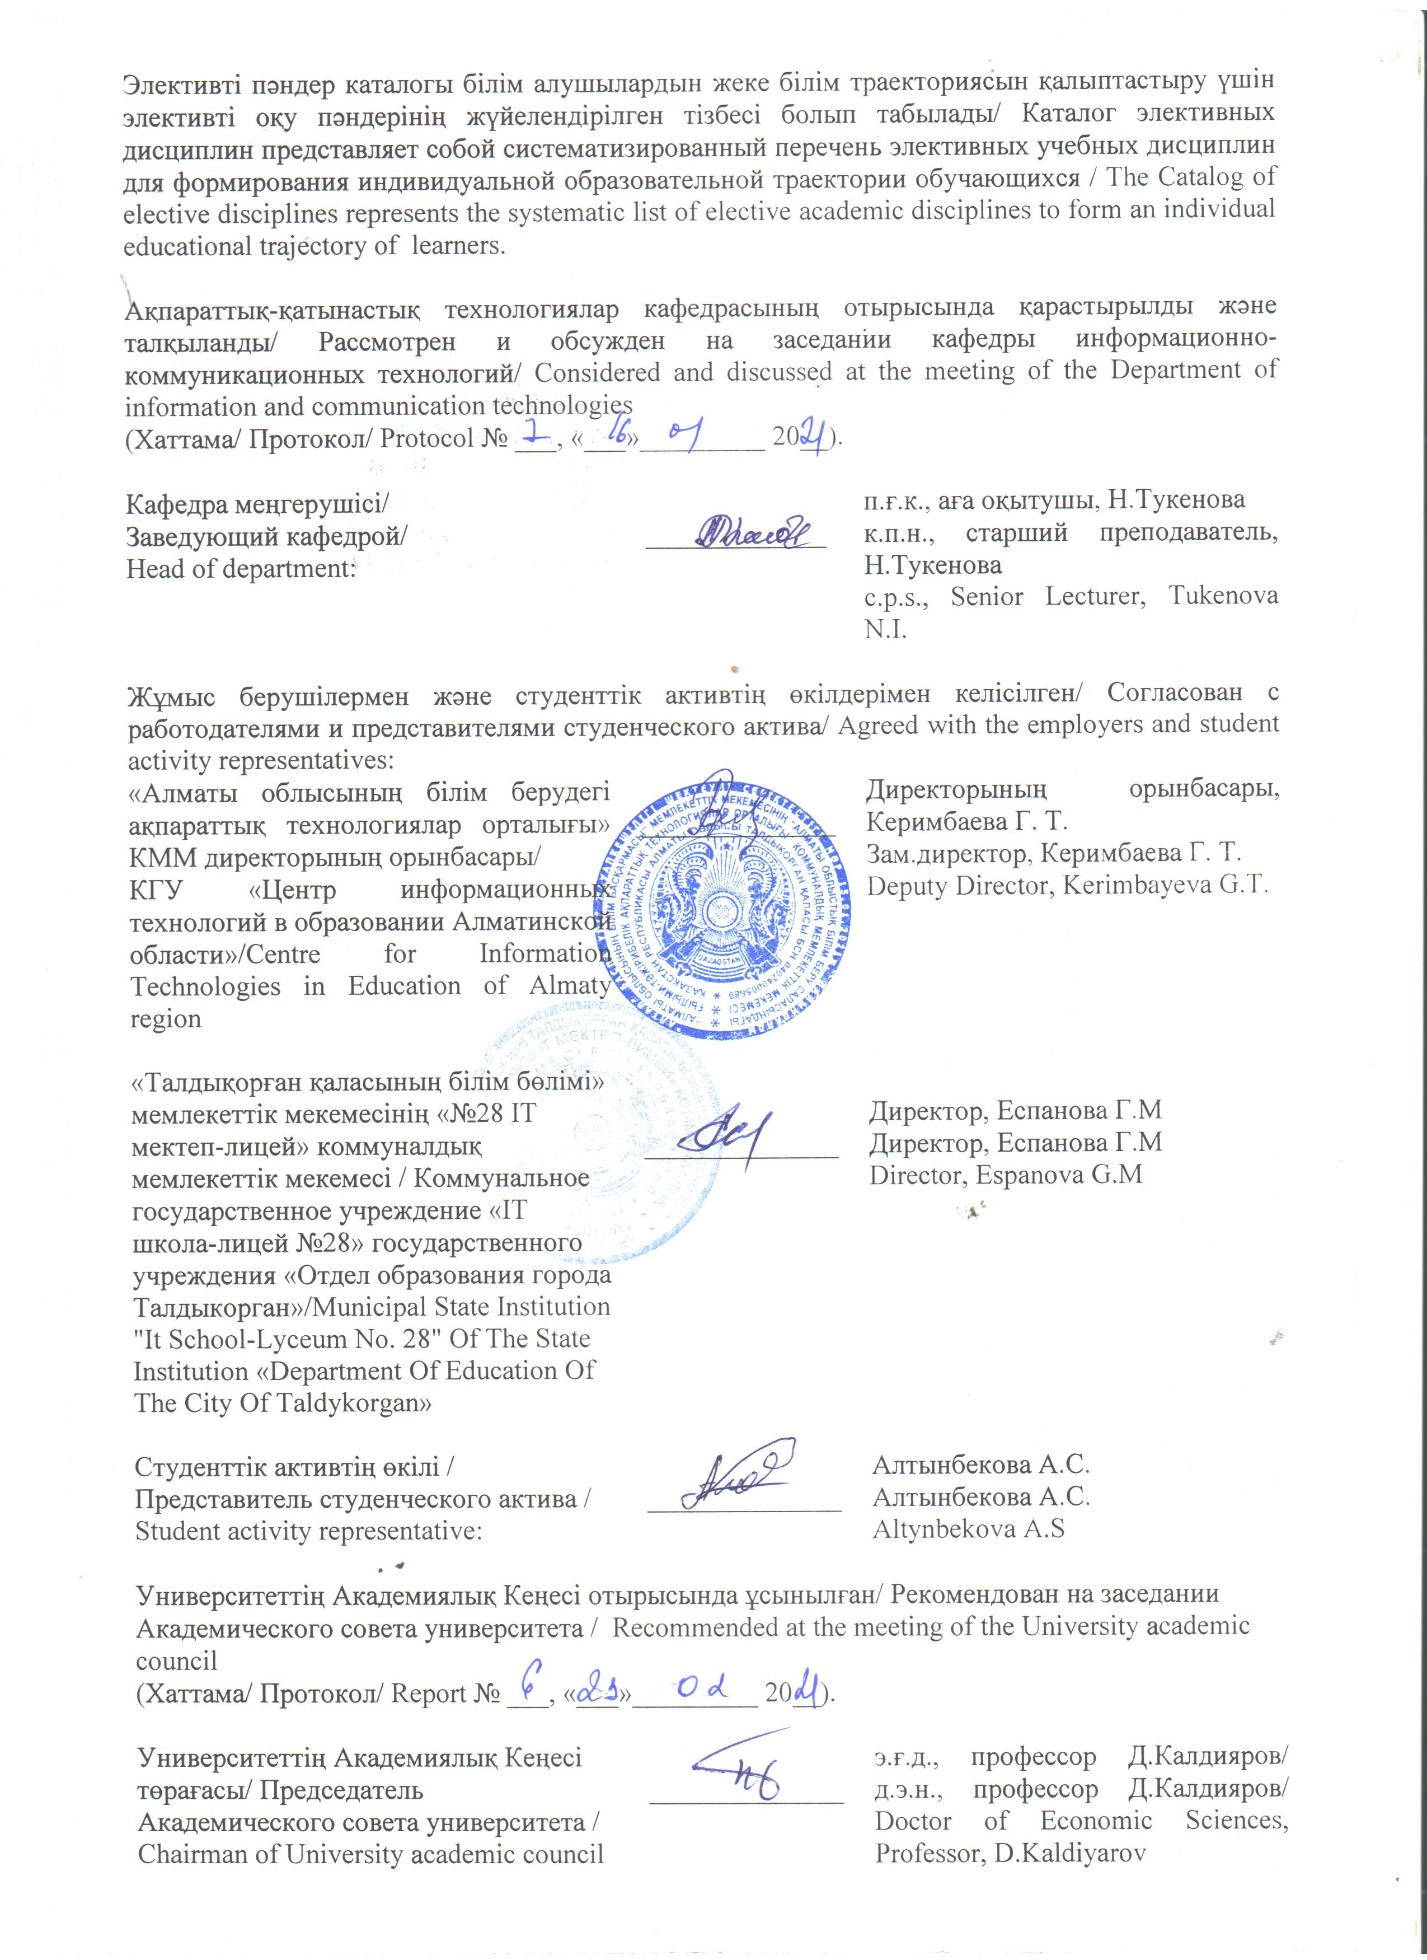 Элективті пәндер каталогы білім алушылардын жеке білім траекториясын қалыптастыру үшін
элективті оқу пәндерінің жүйелендірілген тізбесі болып табылады/ Каталог элективных
дисциплин представляет собой систематизированный перечень элективных учебных дисциплин
для формирования индивидуальной образовательной траектории обучающихся / The Catalog of
elective disciplines represents the systematic list of elective academic disciplines to form an individual
educational trajectory of learners.
Ақпараттық-қатынастық технологиялар кафедрасының отырысында қарастырылды және
талқыланды/ Рассмотрен и обсужден на заседании кафедры информационно-
коммуникационных технологий/ Considered and discussed at the meeting of the Department of
information and communication technologies
(Хаттама/ Протокол/ Protocol № ___, «16» 01 2021).
Кафедра меңгерушісі/
Заведующий кафедрой/
Head of department:
п.ғ.к., аға оқытушы, Н.Тукенова
к.п.н., старший преподаватель,
Н.Тукенова
c.p.s., Senior Lecturer, Tukenova
N.I.
Жұмыс берушілермен және студенттік активтің өкілдерімен келісілген/ Согласован с
работодателями и представителями студенческого актива/ Agreed with the employers and student
activity representatives:
«Алматы облысының білім берудегі
ақпараттық технологиялар орталығы»
КММ директорының орынбасары/
КГУ «Центр информационных
технологий в образовании Алматинской
области»/Centre for Information
Technologies in Education of Almaty
region
Директорының орынбасары,
Керимбаева Г. Т.
Зам.директор, Керимбаева Г. Т.
Deputy Director, Kerimbayeva G.T.
QAZAQSTAN
«Талдықорған қаласының білім бөлімі»
мемлекеттік мекемесінің «№28 IT
мектеп-лицей» коммуналдық
мемлекеттік мекемесі / Коммунальное
государственное учреждение «IT
школа-лицей №28» государственного
учреждения «Отдел образования города
Талдыкорган»/Municipal State Institution
"It School-Lyceum No. 28" Of The State
Institution «Department Of Education Of
The City Of Taldykorgan»
Директор, Еспанова Г.М
Директор, Еспанова Г.М
Director, Espanova G.M
Студенттік активтің өкілі /
Представитель студенческого актива /
Student activity representative:
Алтынбекова А.С.
Алтынбекова А.С.
Altynbekova A.S
Университеттің Академиялық Кеңесі отырысында ұсынылған/ Рекомендован на заседании
Академического совета университета / Recommended at the meeting of the University academic
council
(Хаттама/ Протокол/ Report № 6, «___» 02 2021).
Университеттің Академиялық Кеңесі
төрағасы/ Председатель
Академического совета университета /
Chairman of University academic council
э.ғ.д., профессор Д.Калдияров/
д.э.н., профессор Д.Калдияров/
Doctor of Economic Sciences,
Professor, D.Kaldiyarov